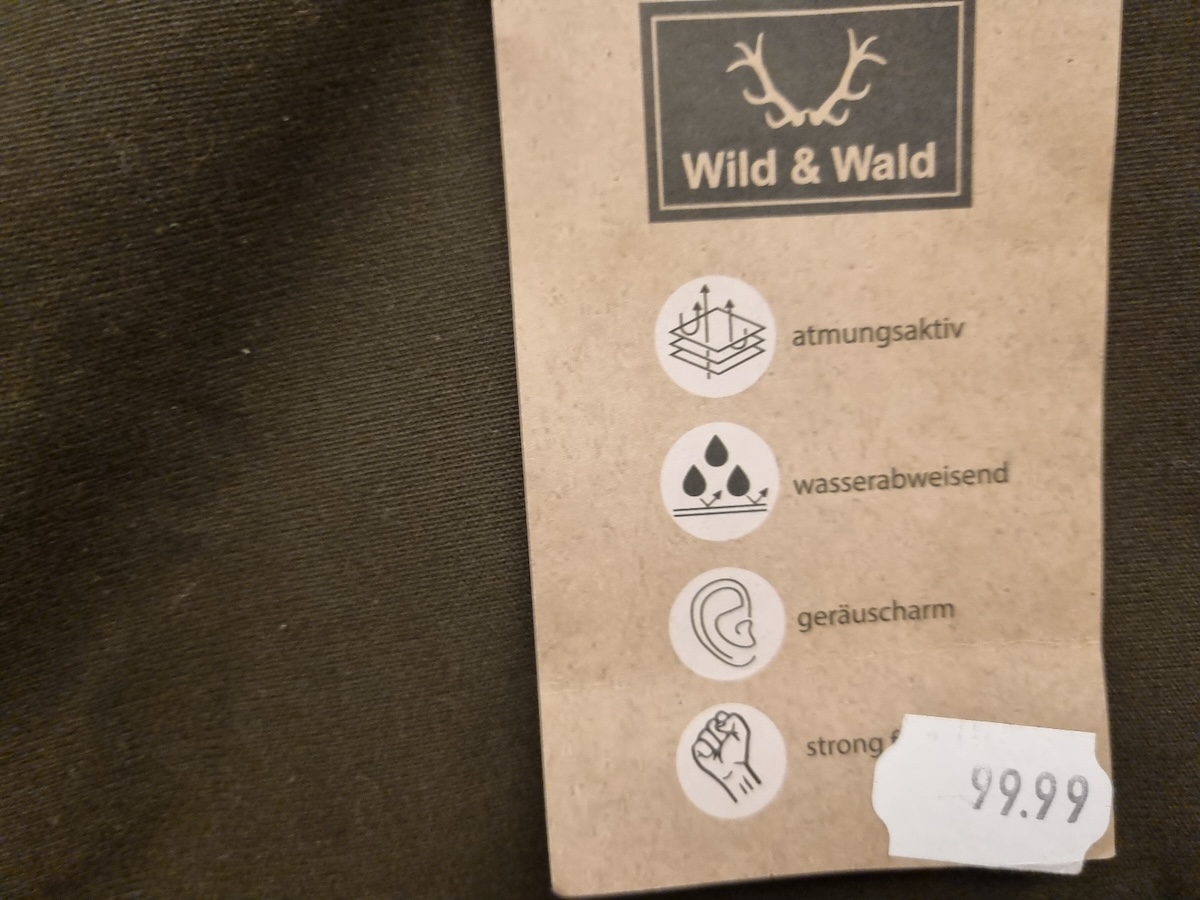 Wild & Wald
atmungsaktiv
wasserabweisend
geräuscharm
strong
99.99